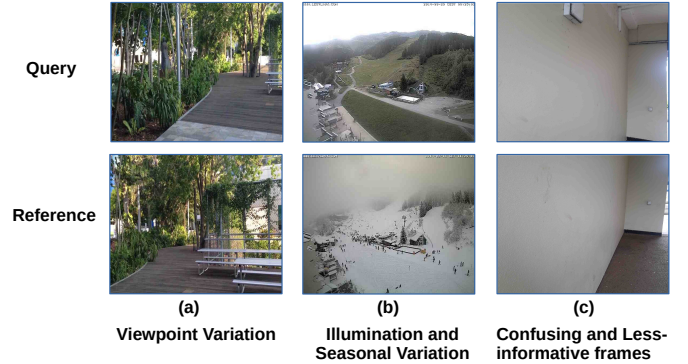 Query
Reference
(a)
(b)
(c)
Viewpoint Variation
Illumination and
Seasonal Variation
Confusing and Less-
informative frames